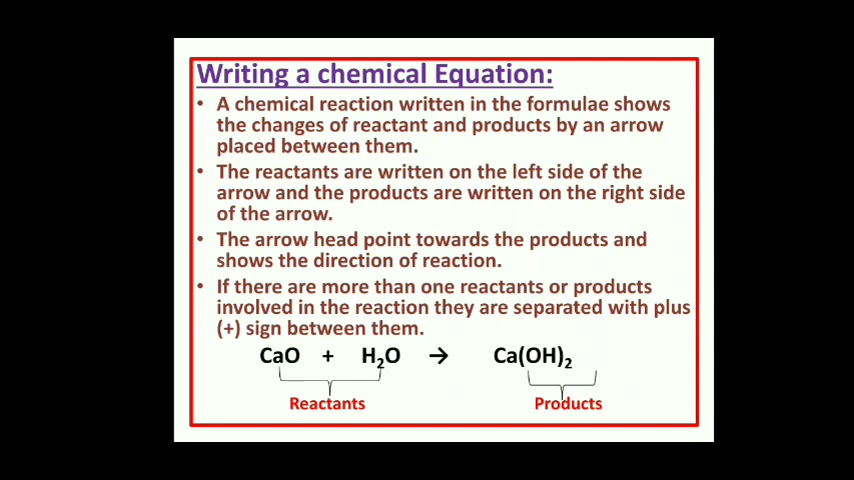 Writing a chemical Equation:
• A chemical reaction written in the formulae shows
the changes of reactant and products by an arrow
placed between them.
• The reactants are written on the left side of the
arrow and the products are written on the right side
of the arrow.
• The arrow head point towards the products and
shows the direction of reaction.
• If there are more than one reactants or products
involved in the reaction they are separated with plus
(+) sign between them.
CaO + H₂O → Ca(OH)₂
Reactants Products